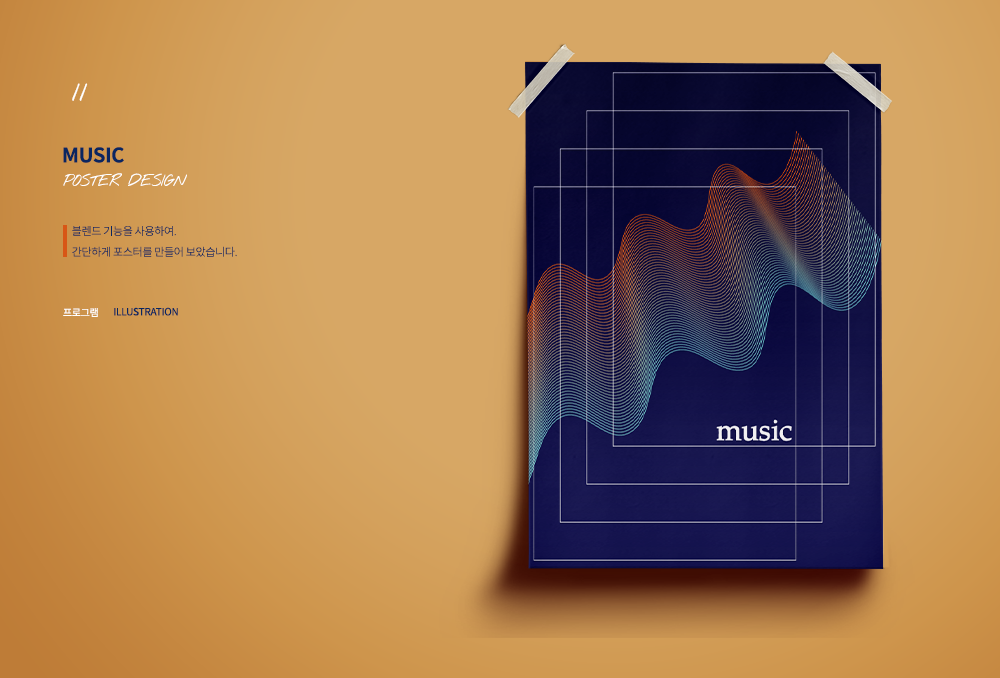 //
MUSIC
POSTER DESIGN
블렌드 기능을 사용하여.
간단하게 포스터를 만들어 보았습니다.
프로그램 ILLUSTRATION
music